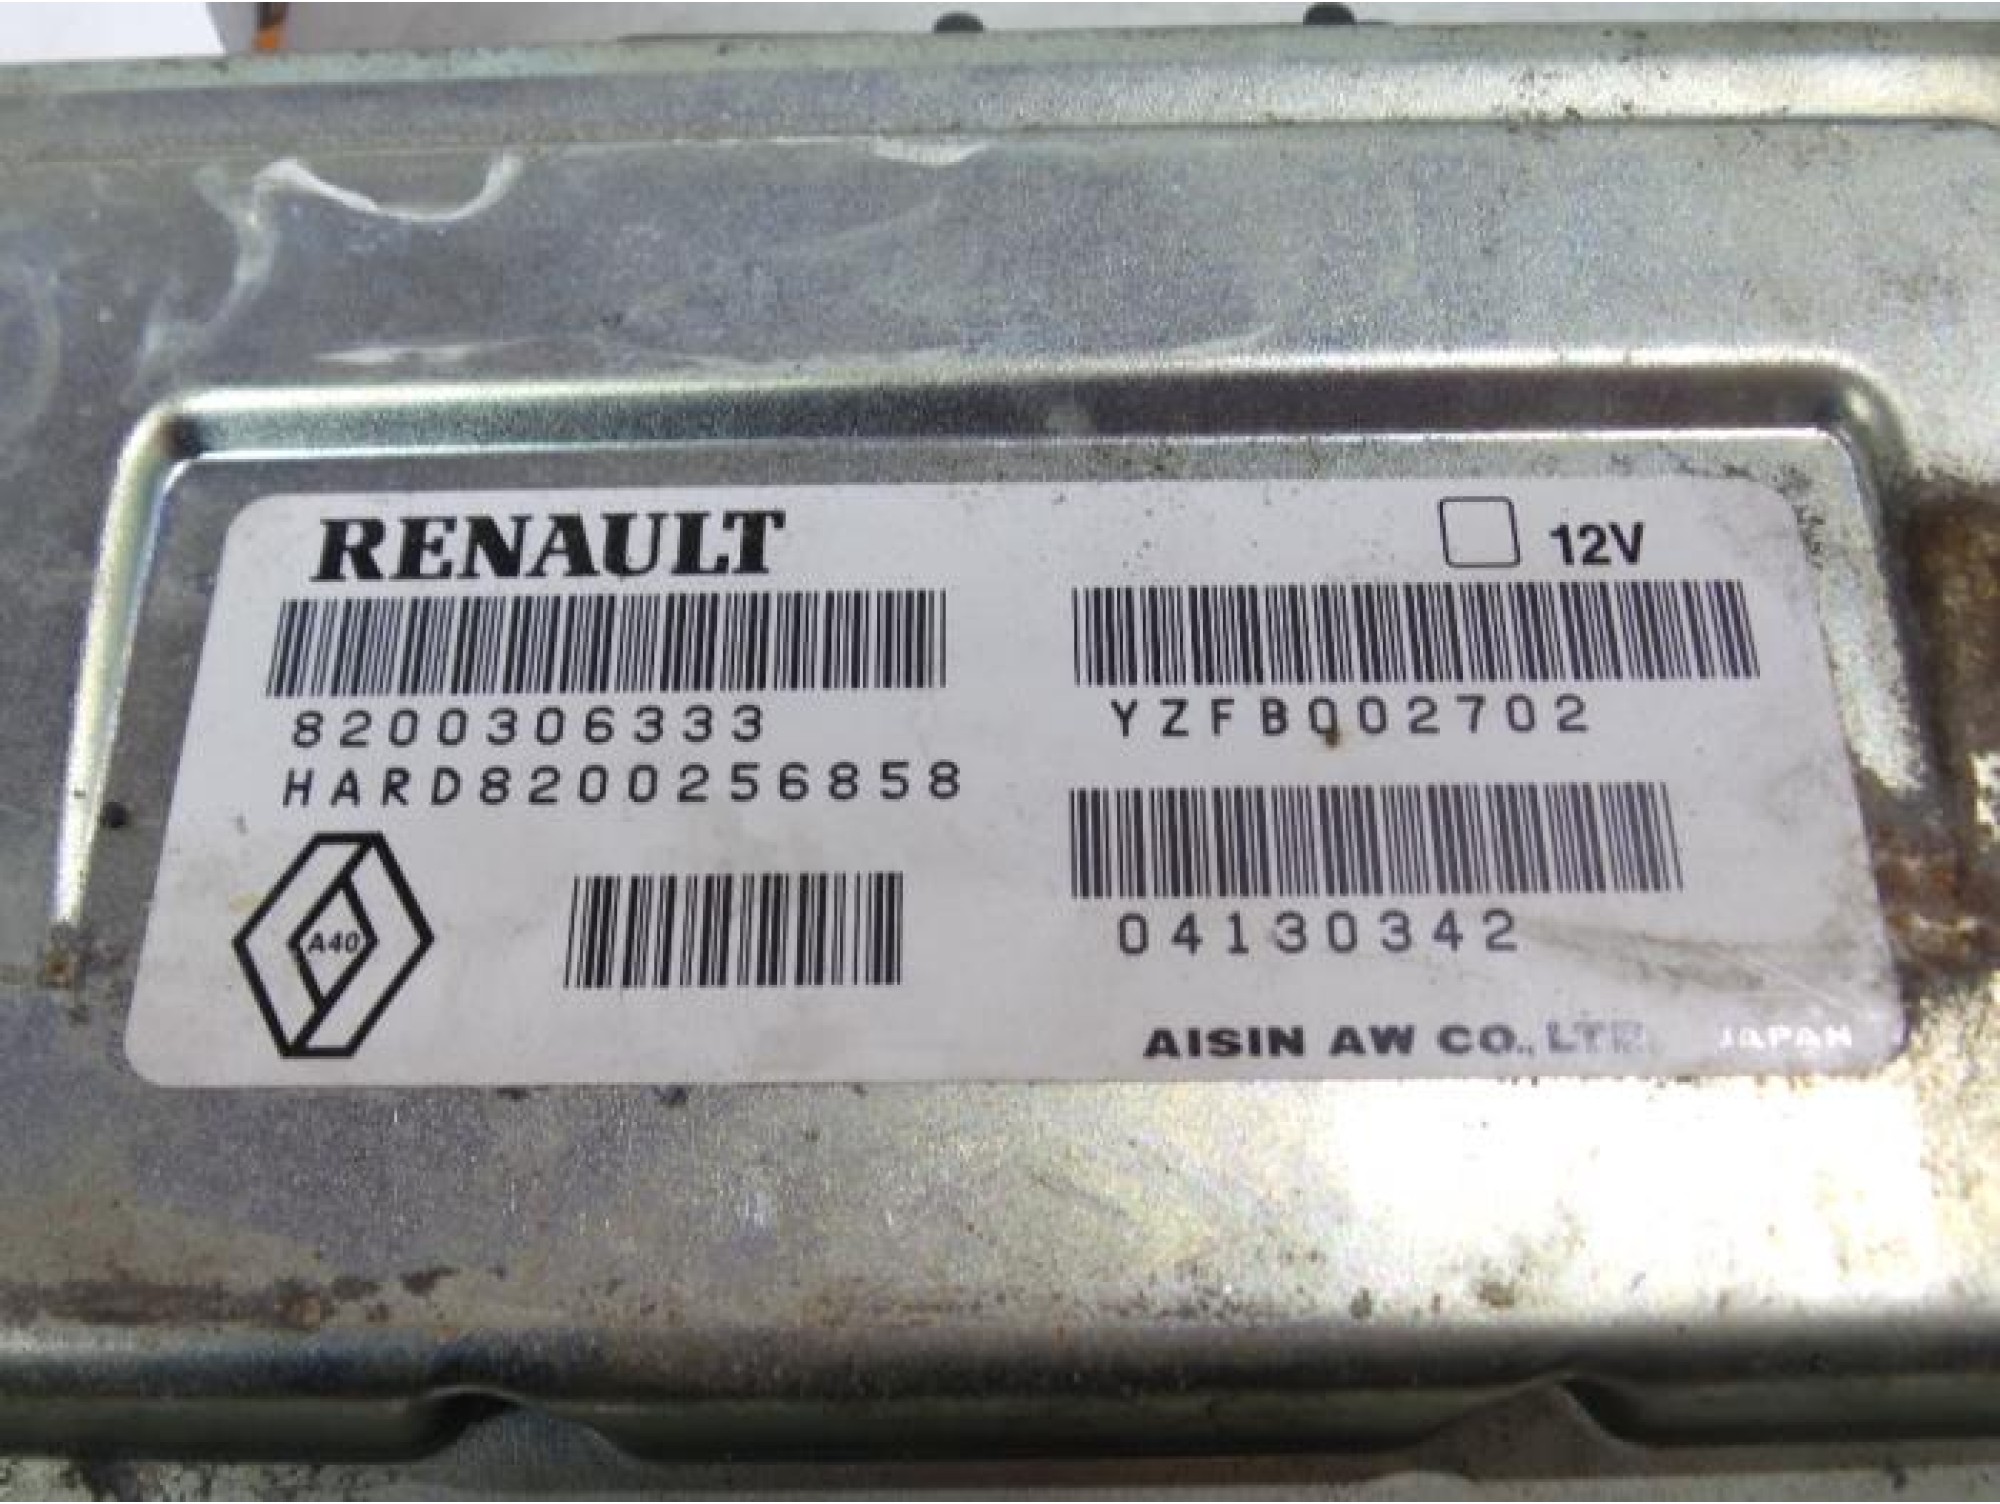 RENAULT
12V
8200306333
YZFB002702
HARD8200256858
A40
04130342
AISIN AW CO., LTD. JAPAN